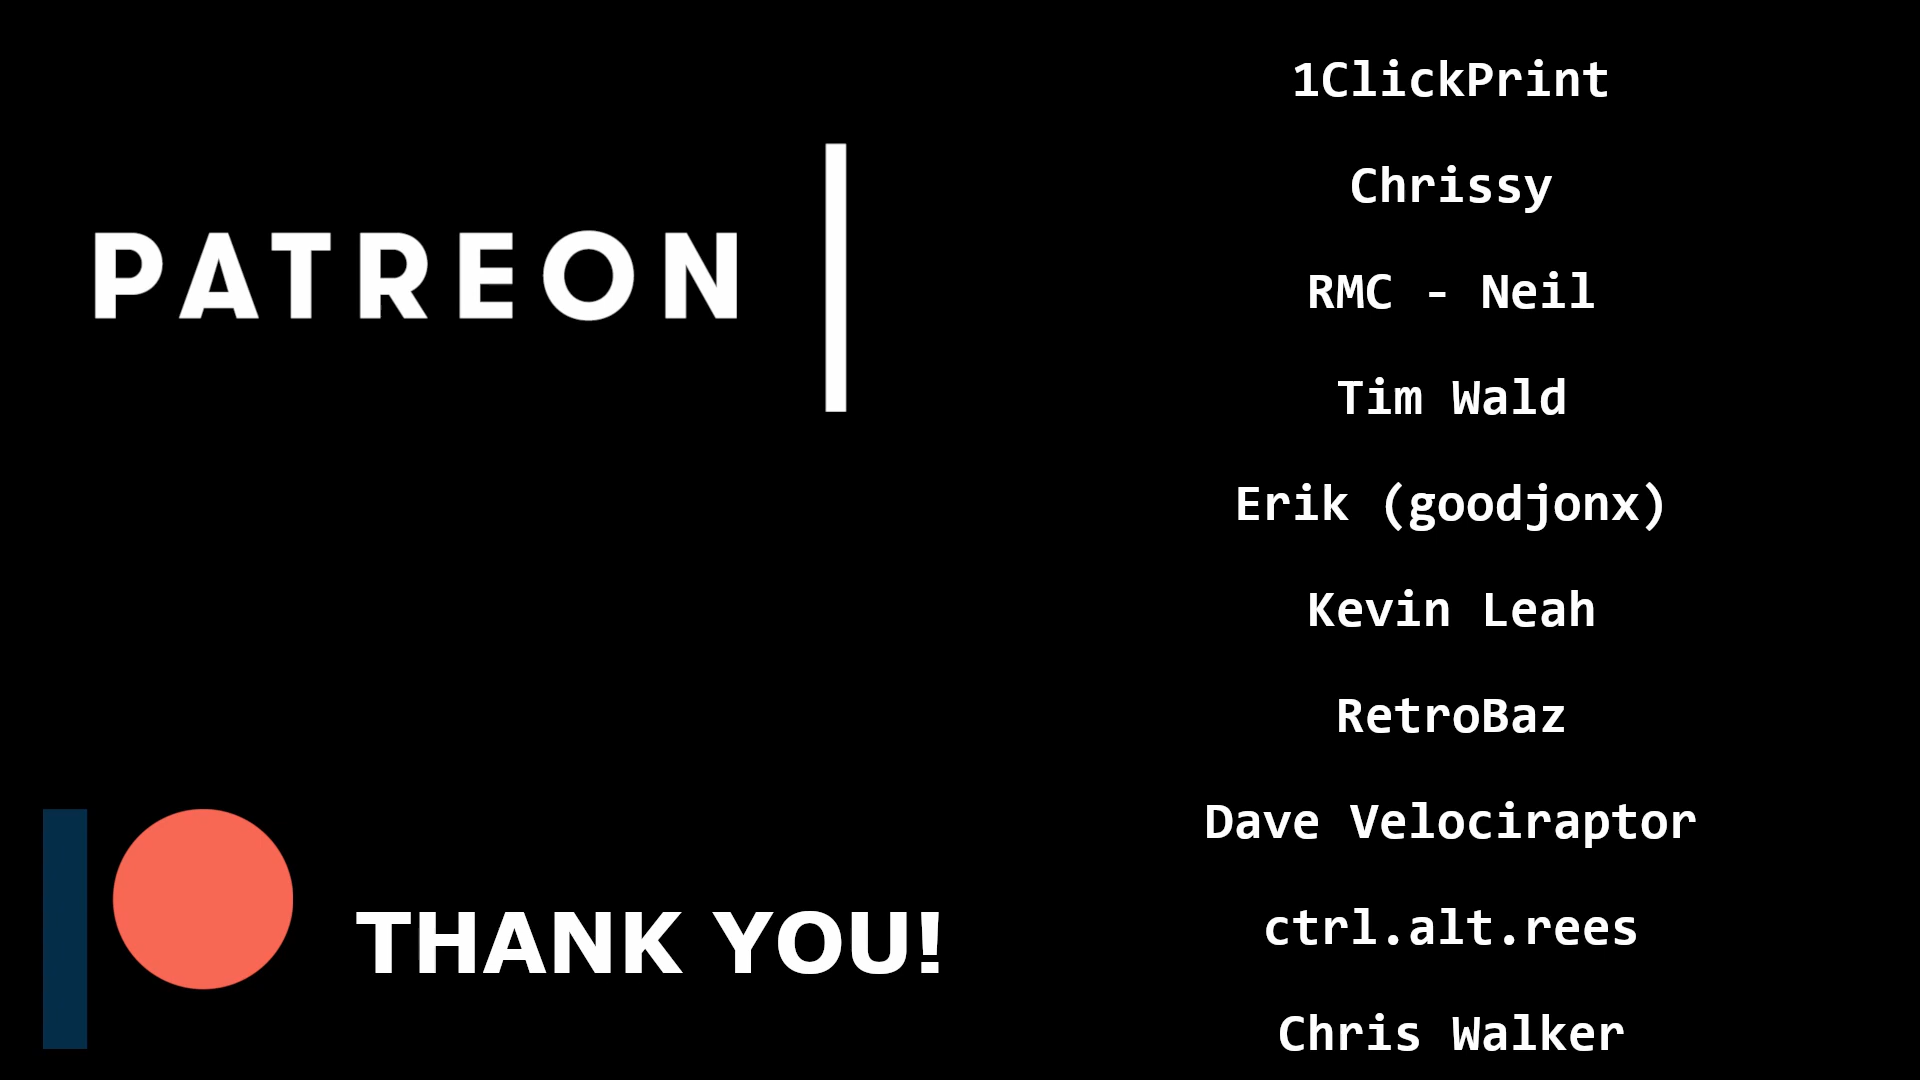 PATREON
THANK YOU!
1ClickPrint
Chrissy
RMC - Neil
Tim Wald
Erik (goodjonx)
Kevin Leah
RetroBaz
Dave Velociraptor
ctrl.alt.rees
Chris Walker